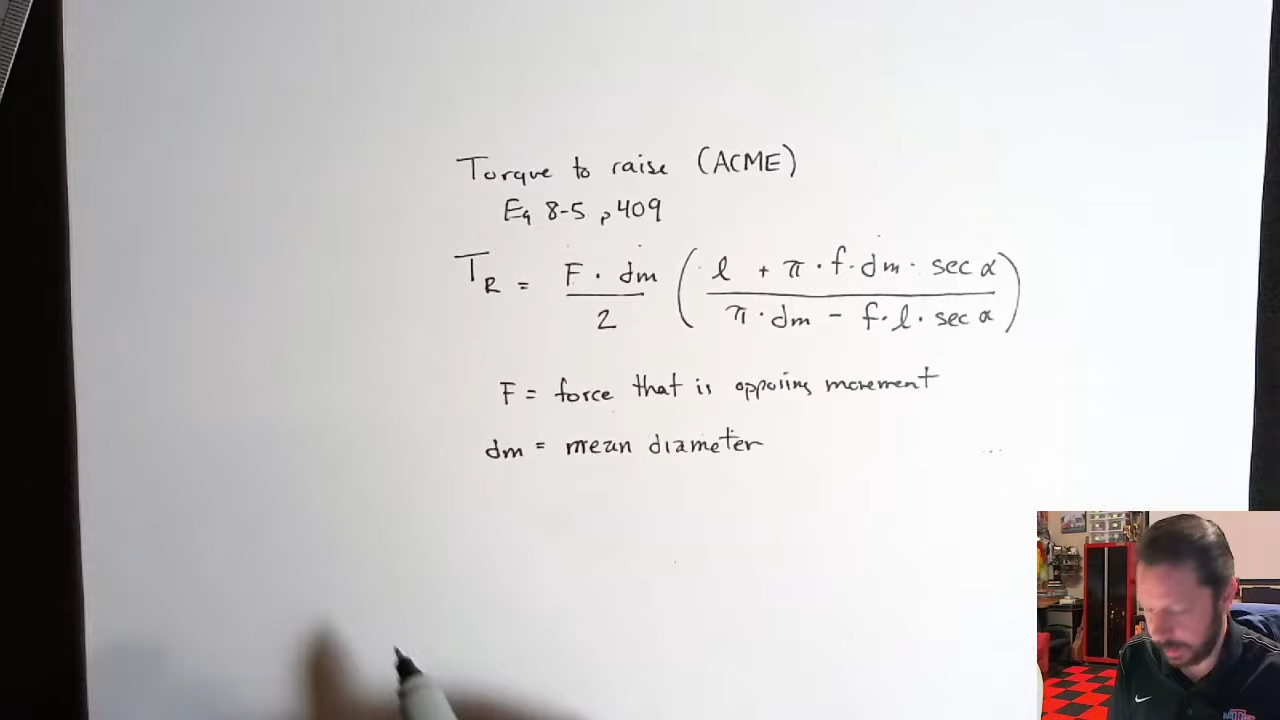 Torque to raise (ACME)
Eq 8-5 , p409
T_R = F · dm / 2 ( l + π · f · dm · sec α / π · dm - f · l · sec α )
F = force that is opposing movement
dm = mean diameter